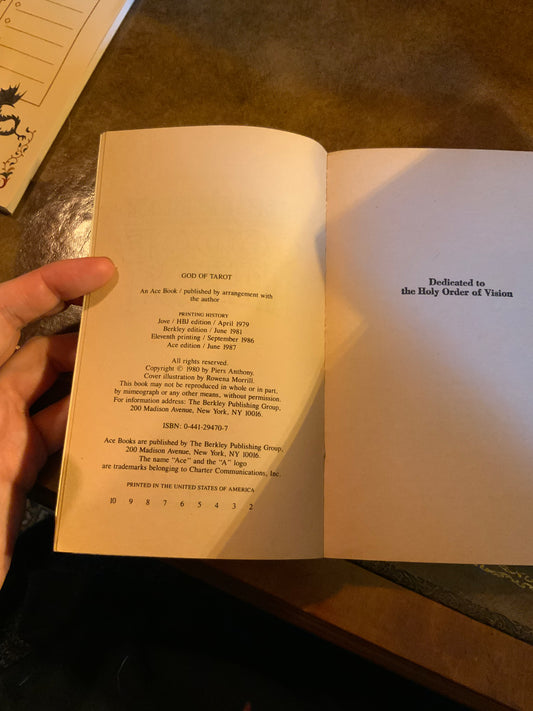 GOD OF TAROT
An Ace Book / published by arrangement with
the author
PRINTING HISTORY
Jove / HBJ edition / April 1979
Berkley edition / June 1981
Eleventh printing / September 1986
Ace edition / June 1987
All rights reserved.
Copyright © 1980 by Piers Anthony.
Cover illustration by Rowena Morrill.
This book may not be reproduced in whole or in part,
by mimeograph or any other means, without permission.
For information address: The Berkley Publishing Group,
200 Madison Avenue, New York, NY 10016.
ISBN: 0-441-29470-7
Ace Books are published by The Berkley Publishing Group,
200 Madison Avenue, New York, NY 10016.
The name "Ace" and the "A" logo
are trademarks belonging to Charter Communications, Inc.
PRINTED IN THE UNITED STATES OF AMERICA
10 9 8 7 6 5 4 3 2
Dedicated to
the Holy Order of Vision